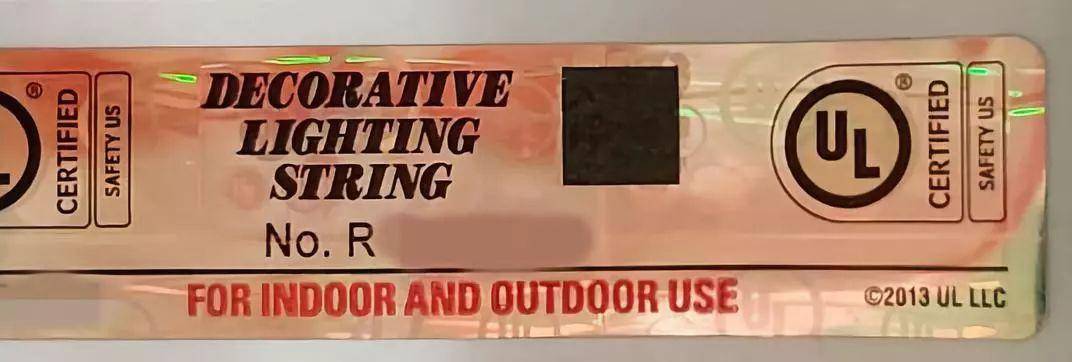 CERTIFIED
SAFETY US
DECORATIVE
LIGHTING
STRING
No. R
UL
®
CERTIFIED
SAFETY US
FOR INDOOR AND OUTDOOR USE
©2013 UL LLC